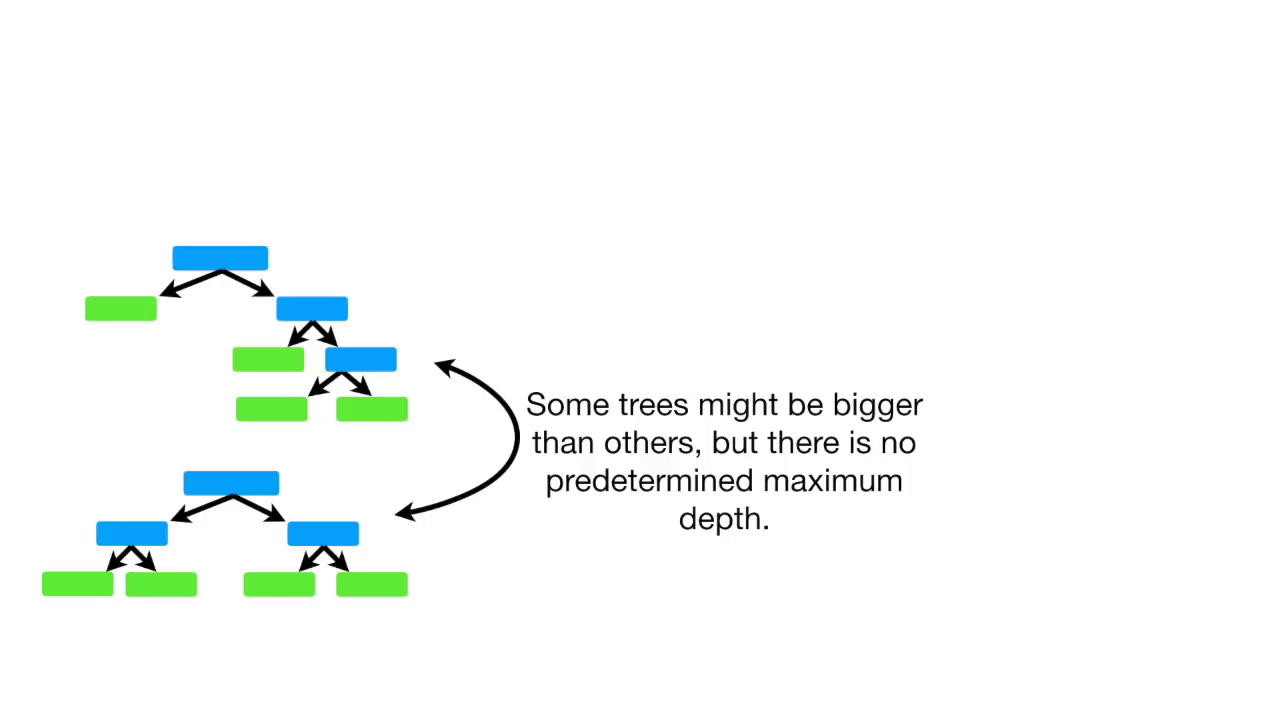 Some trees might be bigger
than others, but there is no
predetermined maximum
depth.